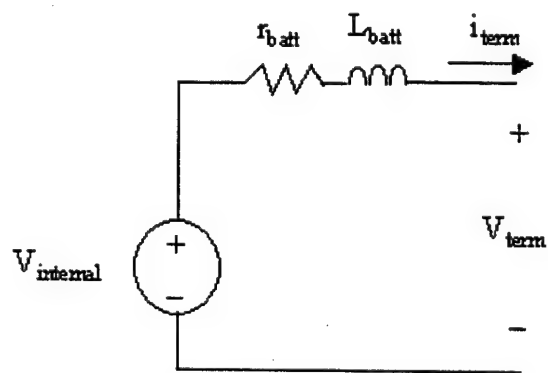 r_batt L_batt i_term
+
V_internal + V_term
−
−